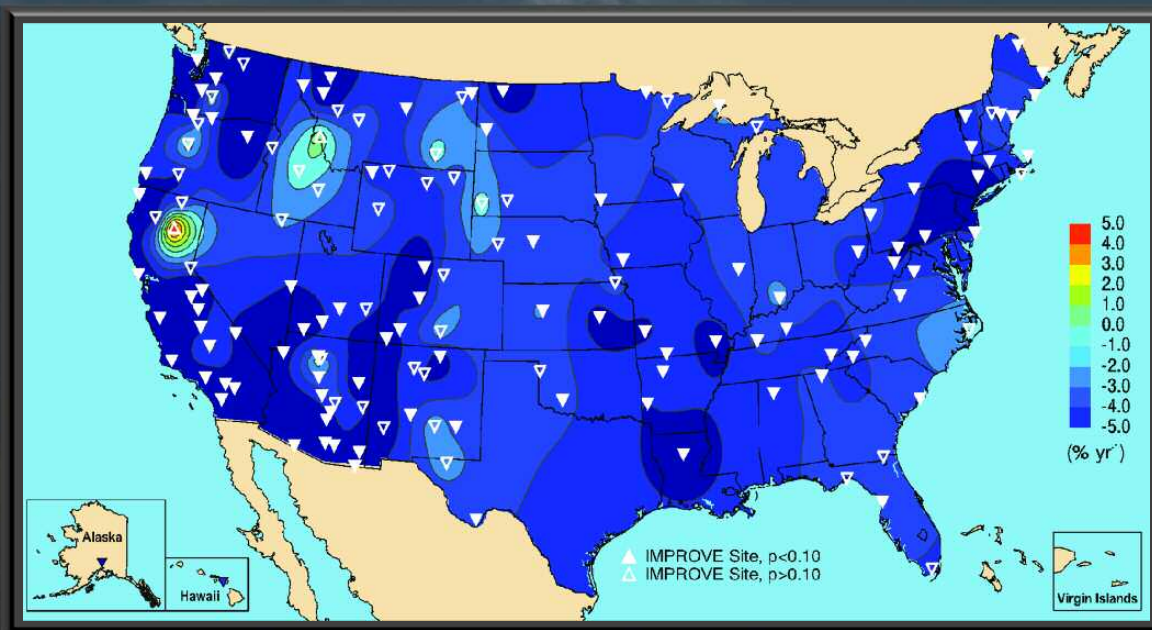 5.0
4.0
3.0
2.0
1.0
0.0
-1.0
-2.0
-3.0
-4.0
-5.0
(% yr⁻)
Alaska
Hawaii
IMPROVE Site, p<0.10
IMPROVE Site, p>0.10
Virgin Islands